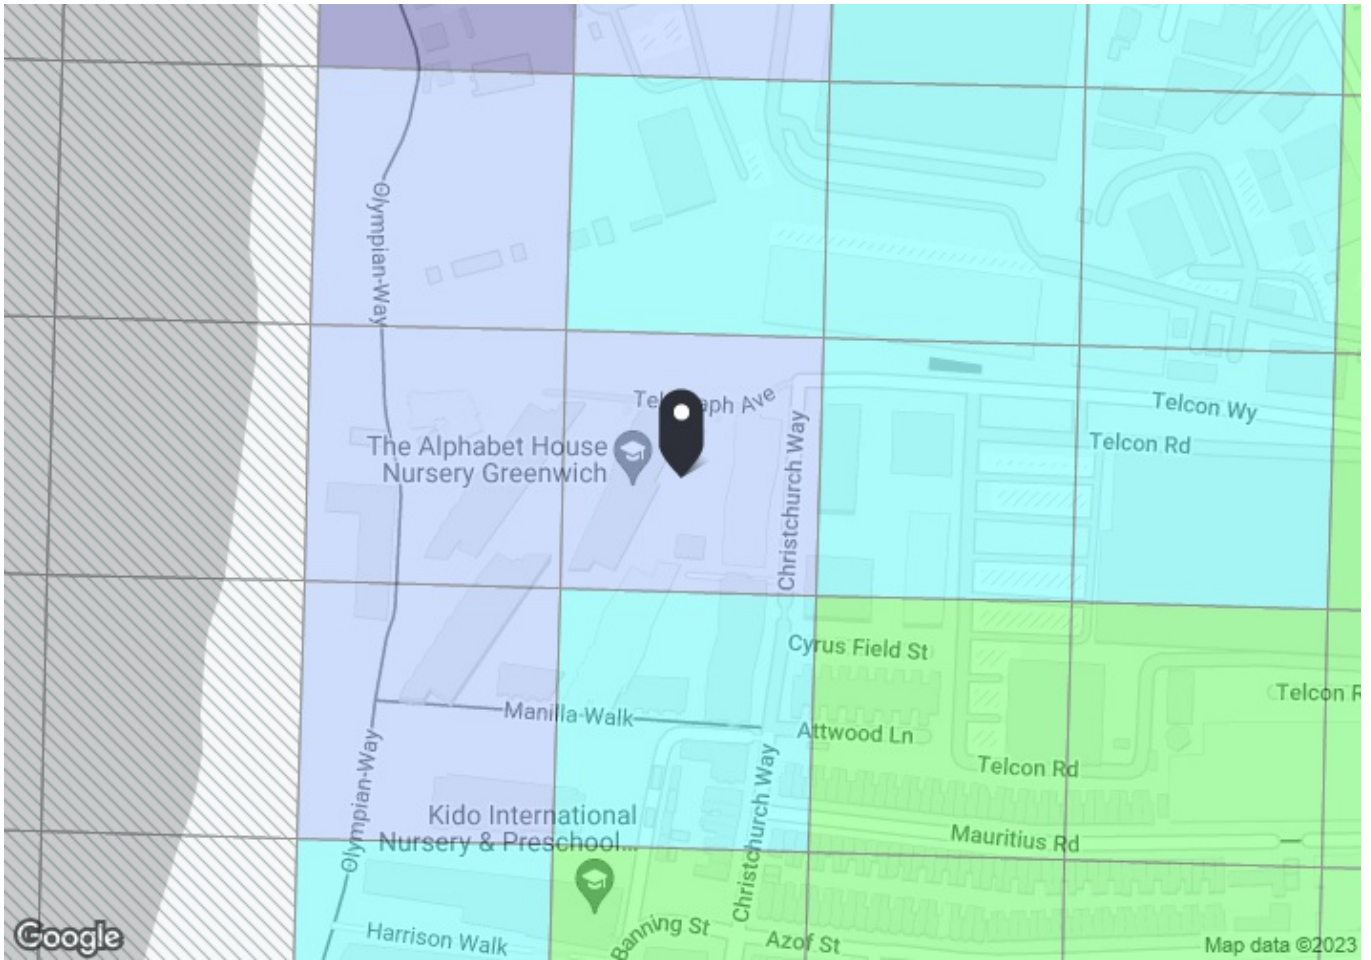 Olympian-Way
Telegraph Ave
Telcon Wy
The Alphabet House
Nursery Greenwich
Christchurch Way
Telcon Rd
Cyrus Field St
Telcon R
Manilla-Walk
Attwood Ln
Olympian-Way
Christchurch Way
Telcon Rd
Kido International
Nursery & Preschool...
Mauritius Rd
Harrison Walk
Banning St
Azof St
Google
Map data ©2023